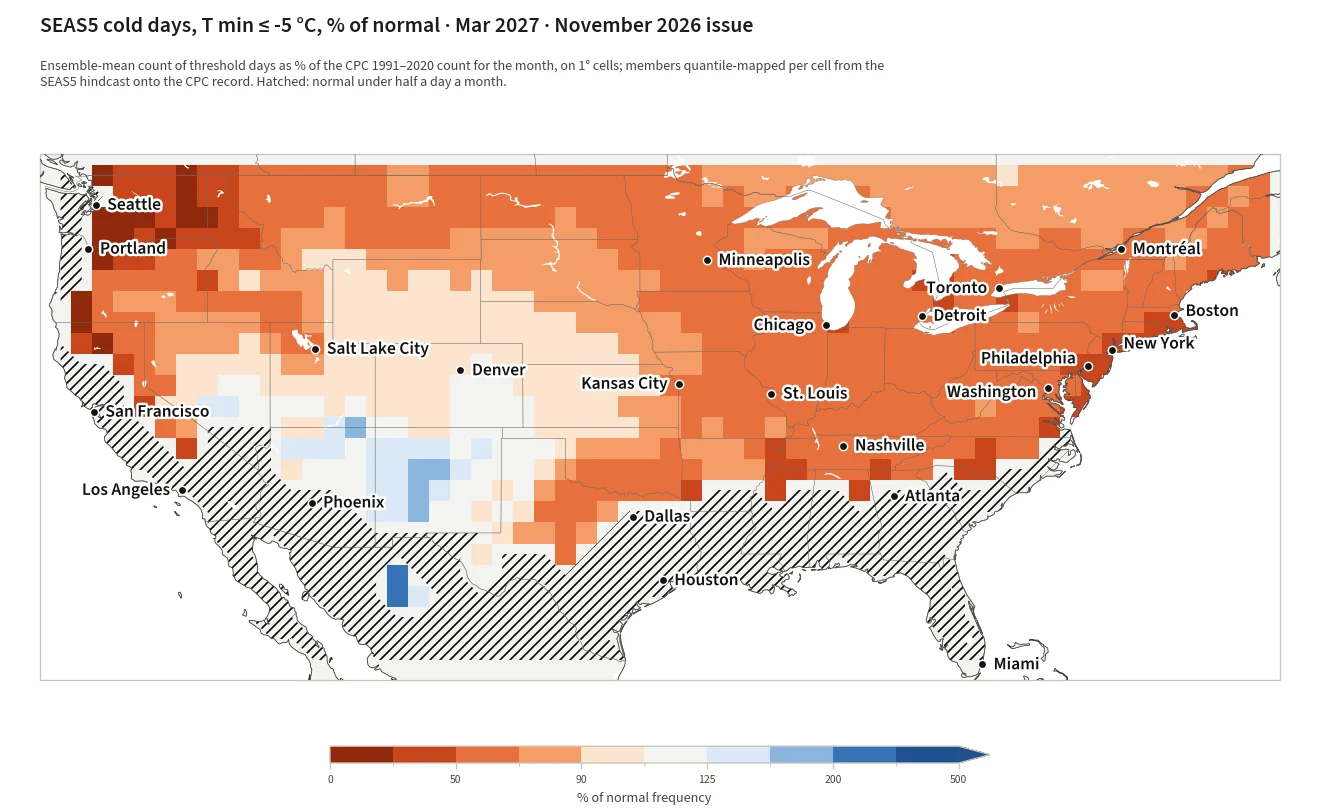 SEAS5 cold days, T min ≤ -5 °C, % of normal · Mar 2027 · November 2026 issue
Ensemble-mean count of threshold days as % of the CPC 1991–2020 count for the month, on 1° cells; members quantile-mapped per cell from the
SEAS5 hindcast onto the CPC record. Hatched: normal under half a day a month.
Seattle
Portland
Montréal
Minneapolis
Toronto
Boston
Detroit
Chicago
New York
Salt Lake City
Philadelphia
Denver
Kansas City
Washington
St. Louis
San Francisco
Nashville
Los Angeles
Atlanta
Phoenix
Dallas
Houston
Miami
0 50 90 125 200 500
% of normal frequency